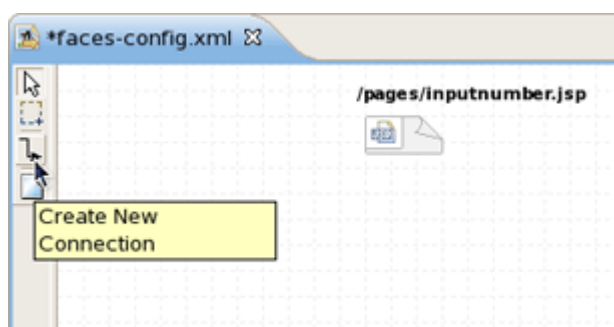 *faces-config.xml
/pages/inputnumber.jsp
Create New
Connection